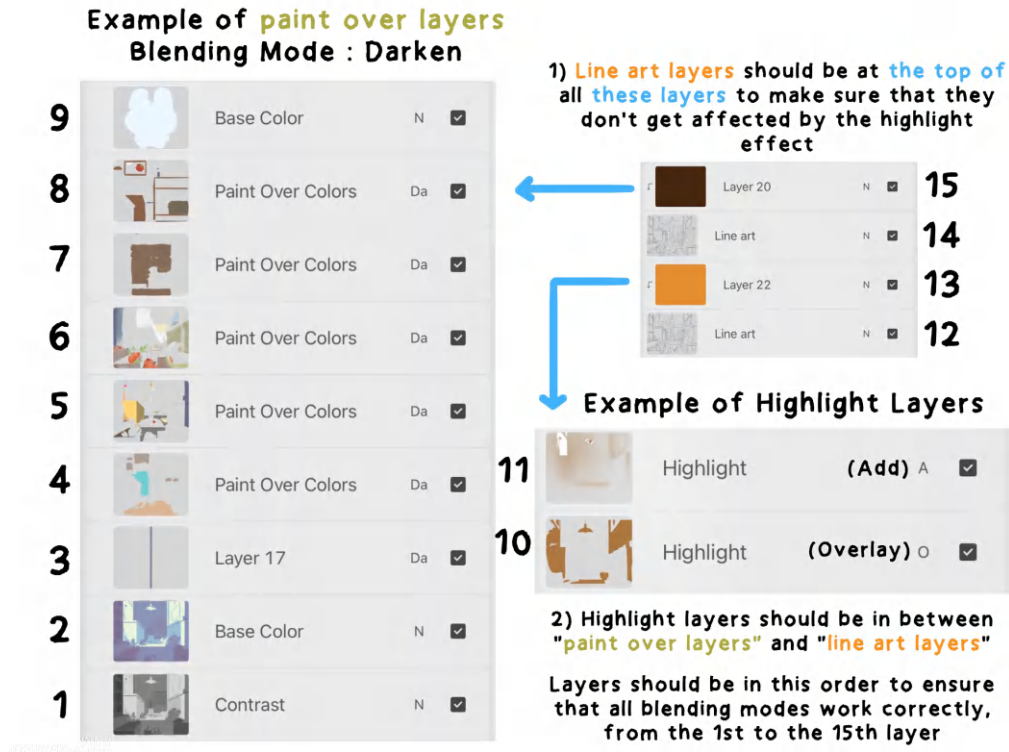 Example of paint over layers
Blending Mode : Darken
9
Base Color
N
8
Paint Over Colors
Da
7
Paint Over Colors
Da
6
Paint Over Colors
Da
5
Paint Over Colors
Da
4
Paint Over Colors
Da
3
Layer 17
Da
2
Base Color
N
1
Contrast
N
1) Line art layers should be at the top of
all these layers to make sure that they
don't get affected by the highlight
effect
Layer 20
N
15
Line art
N
14
Layer 22
N
13
Line art
N
12
Example of Highlight Layers
11
Highlight
(Add) A
10
Highlight
(Overlay) O
2) Highlight layers should be in between
"paint over layers" and "line art layers"
Layers should be in this order to ensure
that all blending modes work correctly,
from the 1st to the 15th layer